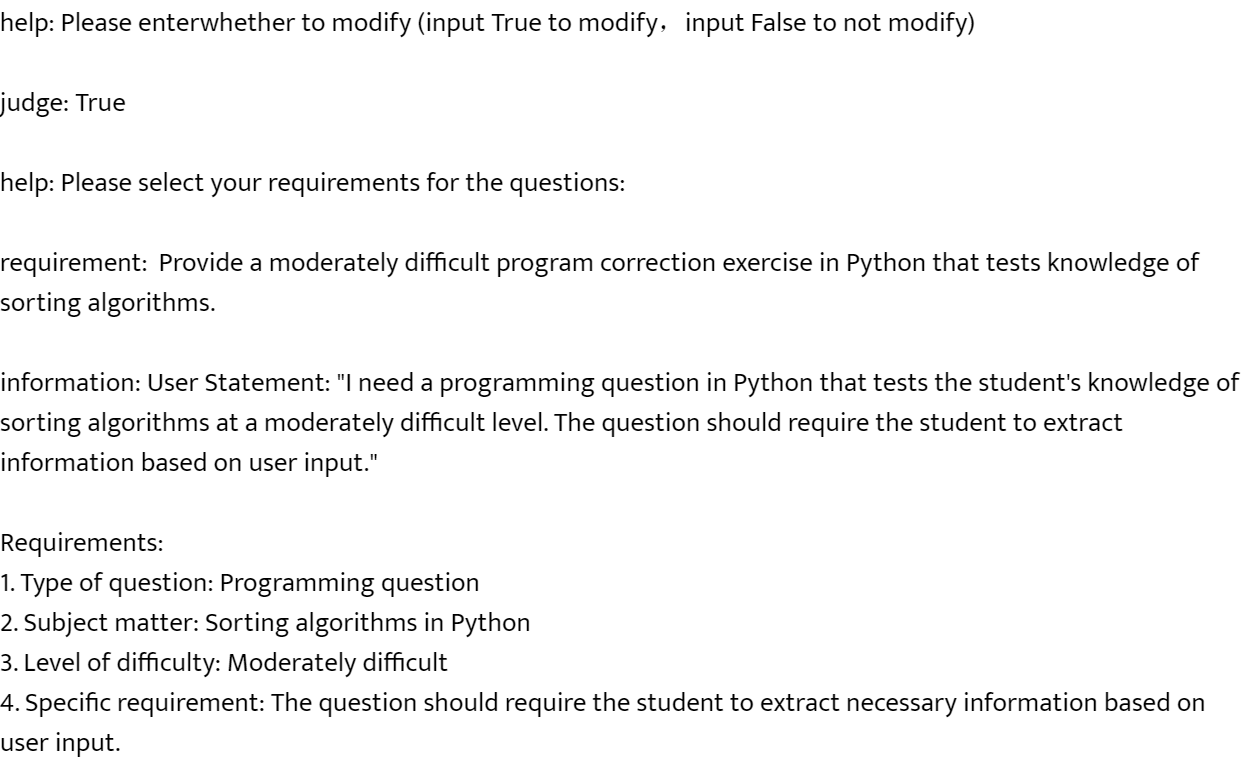 help: Please enterwhether to modify (input True to modify，input False to not modify)
judge: True
help: Please select your requirements for the questions:
requirement:  Provide a moderately difficult program correction exercise in Python that tests knowledge of
sorting algorithms.
information: User Statement: "I need a programming question in Python that tests the student's knowledge of
sorting algorithms at a moderately difficult level. The question should require the student to extract
information based on user input."
Requirements:
1. Type of question: Programming question
2. Subject matter: Sorting algorithms in Python
3. Level of difficulty: Moderately difficult
4. Specific requirement: The question should require the student to extract necessary information based on
user input.